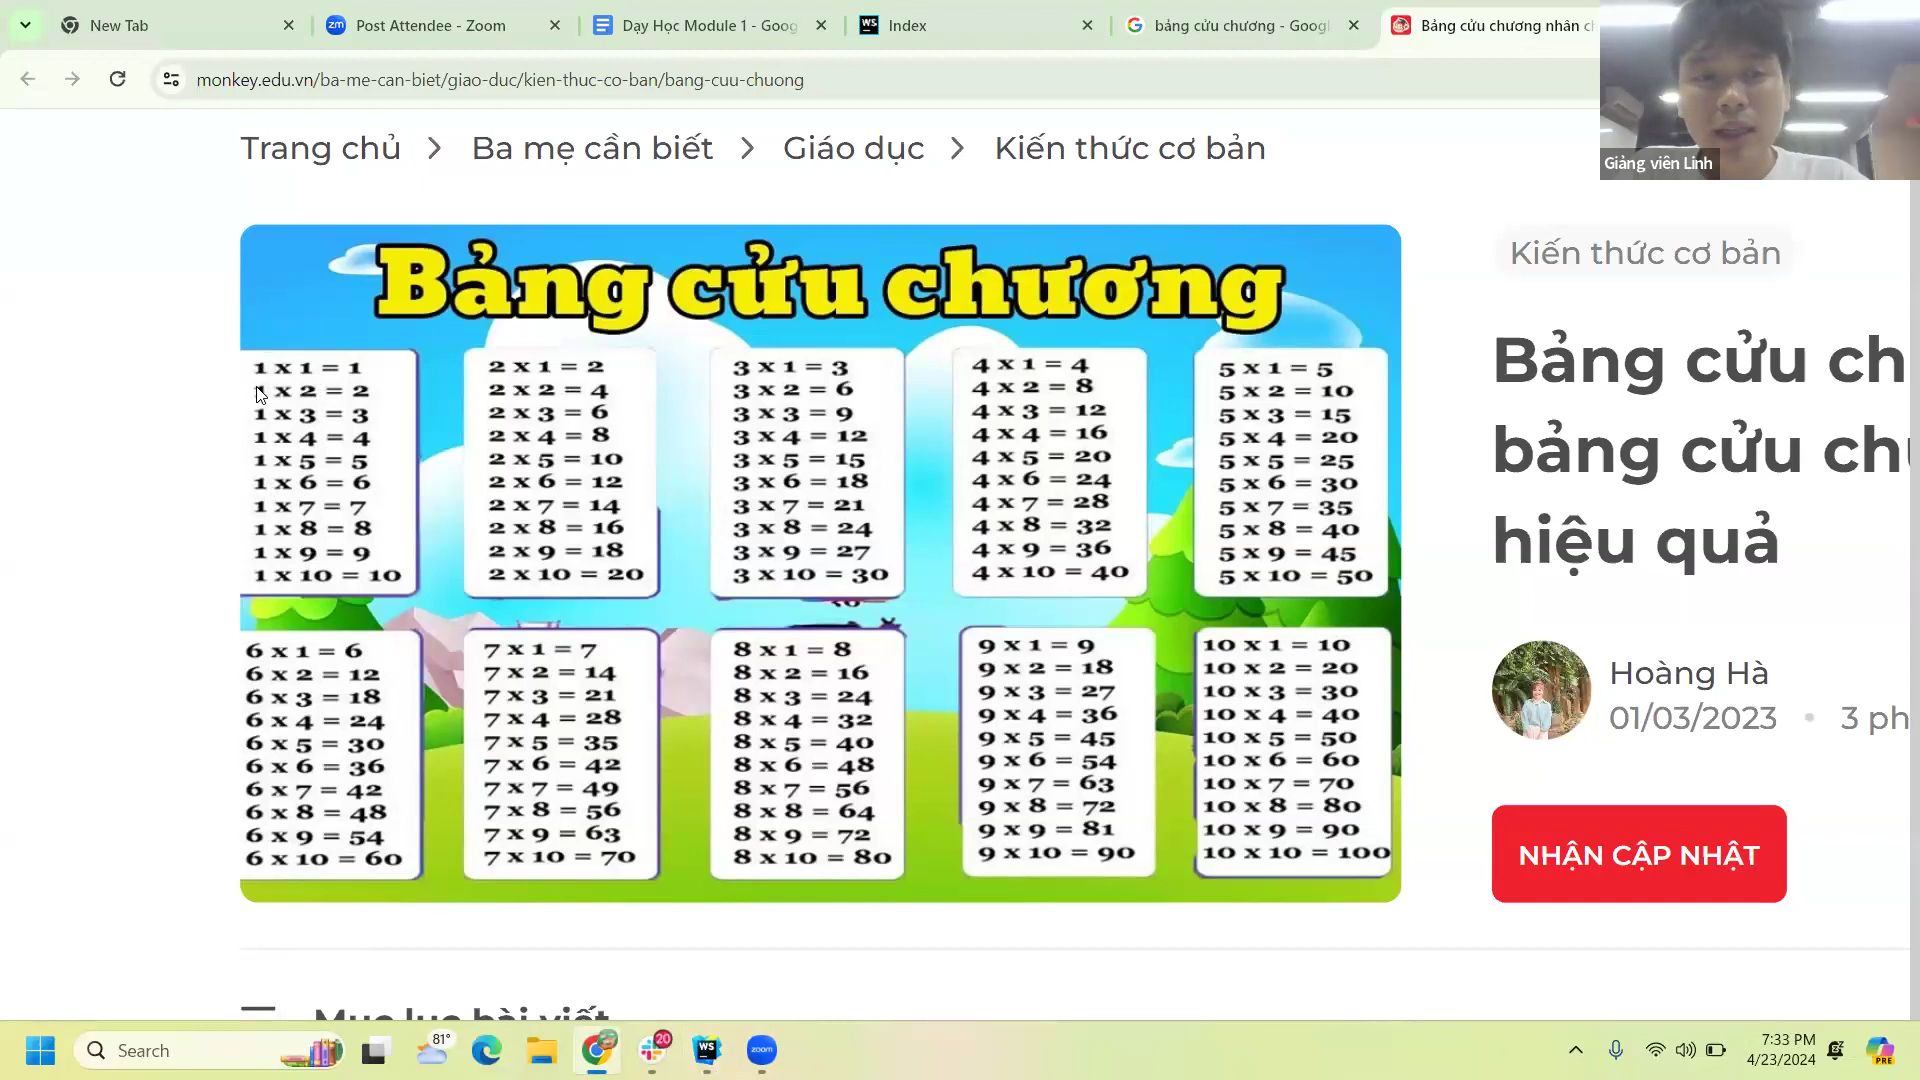 New Tab
Post Attendee - Zoom
Dạy Học Module 1 - Goog
Index
bảng cửu chương - Googl
Bảng cửu chương nhân ch
monkey.edu.vn/ba-me-can-biet/giao-duc/kien-thuc-co-ban/bang-cuu-chuong
Giảng viên Linh
Trang chủ > Ba mẹ cần biết > Giáo dục > Kiến thức cơ bản
Bảng cửu chương
1 x 1 = 1
1 x 2 = 2
1 x 3 = 3
1 x 4 = 4
1 x 5 = 5
1 x 6 = 6
1 x 7 = 7
1 x 8 = 8
1 x 9 = 9
1 x 10 = 10
2 x 1 = 2
2 x 2 = 4
2 x 3 = 6
2 x 4 = 8
2 x 5 = 10
2 x 6 = 12
2 x 7 = 14
2 x 8 = 16
2 x 9 = 18
2 x 10 = 20
3 x 1 = 3
3 x 2 = 6
3 x 3 = 9
3 x 4 = 12
3 x 5 = 15
3 x 6 = 18
3 x 7 = 21
3 x 8 = 24
3 x 9 = 27
3 x 10 = 30
4 x 1 = 4
4 x 2 = 8
4 x 3 = 12
4 x 4 = 16
4 x 5 = 20
4 x 6 = 24
4 x 7 = 28
4 x 8 = 32
4 x 9 = 36
4 x 10 = 40
5 x 1 = 5
5 x 2 = 10
5 x 3 = 15
5 x 4 = 20
5 x 5 = 25
5 x 6 = 30
5 x 7 = 35
5 x 8 = 40
5 x 9 = 45
5 x 10 = 50
6 x 1 = 6
6 x 2 = 12
6 x 3 = 18
6 x 4 = 24
6 x 5 = 30
6 x 6 = 36
6 x 7 = 42
6 x 8 = 48
6 x 9 = 54
6 x 10 = 60
7 x 1 = 7
7 x 2 = 14
7 x 3 = 21
7 x 4 = 28
7 x 5 = 35
7 x 6 = 42
7 x 7 = 49
7 x 8 = 56
7 x 9 = 63
7 x 10 = 70
8 x 1 = 8
8 x 2 = 16
8 x 3 = 24
8 x 4 = 32
8 x 5 = 40
8 x 6 = 48
8 x 7 = 56
8 x 8 = 64
8 x 9 = 72
8 x 10 = 80
9 x 1 = 9
9 x 2 = 18
9 x 3 = 27
9 x 4 = 36
9 x 5 = 45
9 x 6 = 54
9 x 7 = 63
9 x 8 = 72
9 x 9 = 81
9 x 10 = 90
10 x 1 = 10
10 x 2 = 20
10 x 3 = 30
10 x 4 = 40
10 x 5 = 50
10 x 6 = 60
10 x 7 = 70
10 x 8 = 80
10 x 9 = 90
10 x 10 = 100
Kiến thức cơ bản
Bảng cửu ch
bảng cửu ch
hiệu quả
Hoàng Hà
01/03/2023 • 3 ph
NHẬN CẬP NHẬT
Mục lục bài viết
Search
81°
20
zoom
7:33 PM
4/23/2024